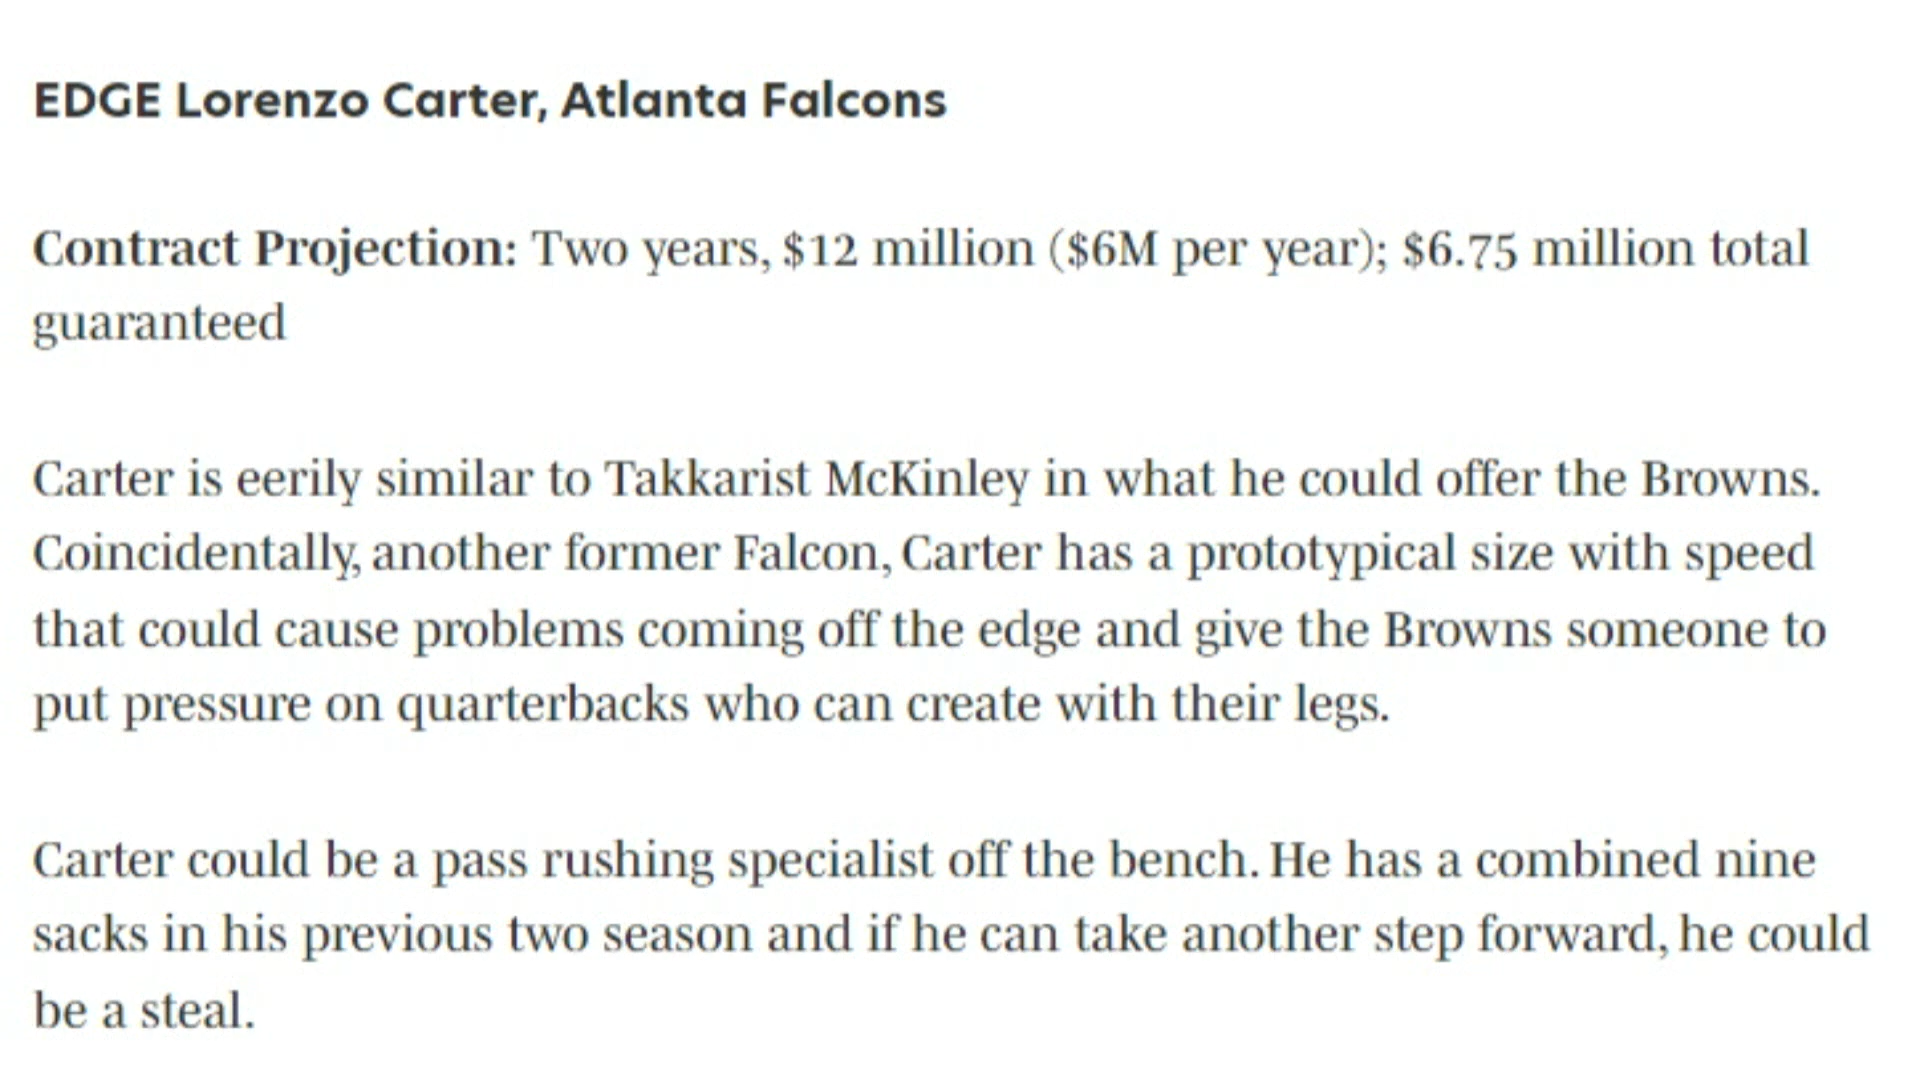 EDGE Lorenzo Carter, Atlanta Falcons
Contract Projection: Two years, $12 million ($6M per year); $6.75 million total
guaranteed
Carter is eerily similar to Takkarist McKinley in what he could offer the Browns.
Coincidentally, another former Falcon, Carter has a prototypical size with speed
that could cause problems coming off the edge and give the Browns someone to
put pressure on quarterbacks who can create with their legs.
Carter could be a pass rushing specialist off the bench. He has a combined nine
sacks in his previous two season and if he can take another step forward, he could
be a steal.